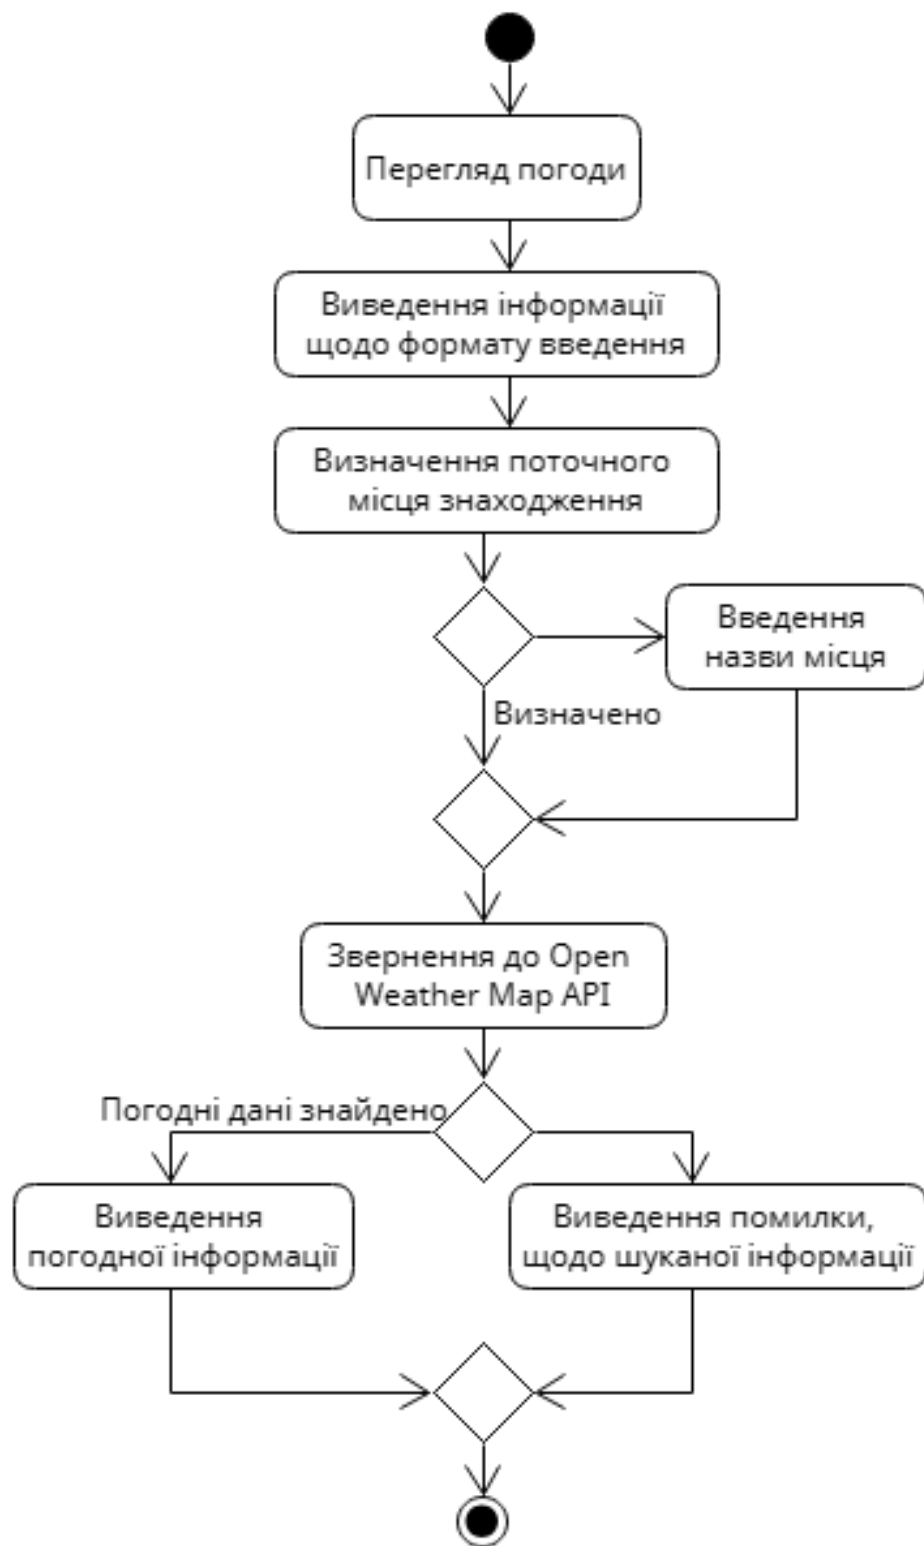 Перегляд погоди
Виведення інформації
щодо формату введення
Визначення поточного
місця знаходження
Введення
назви місця
Визначено
Звернення до Open
Weather Map API
Погодні дані знайдено
Виведення
погодної інформації
Виведення помилки,
щодо шуканої інформації